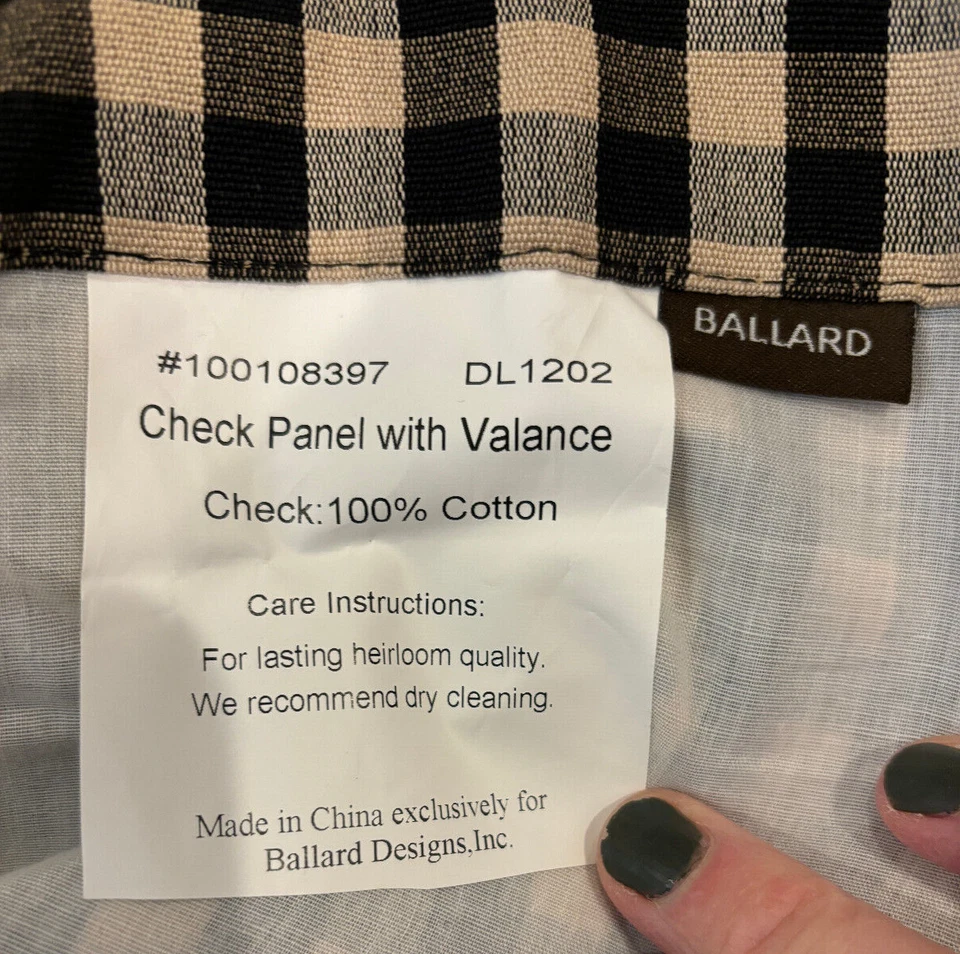 BALLARD
#100108397 DL1202
Check Panel with Valance
Check:100% Cotton
Care Instructions:
For lasting heirloom quality.
We recommend dry cleaning.
Made in China exclusively for
Ballard Designs,Inc.